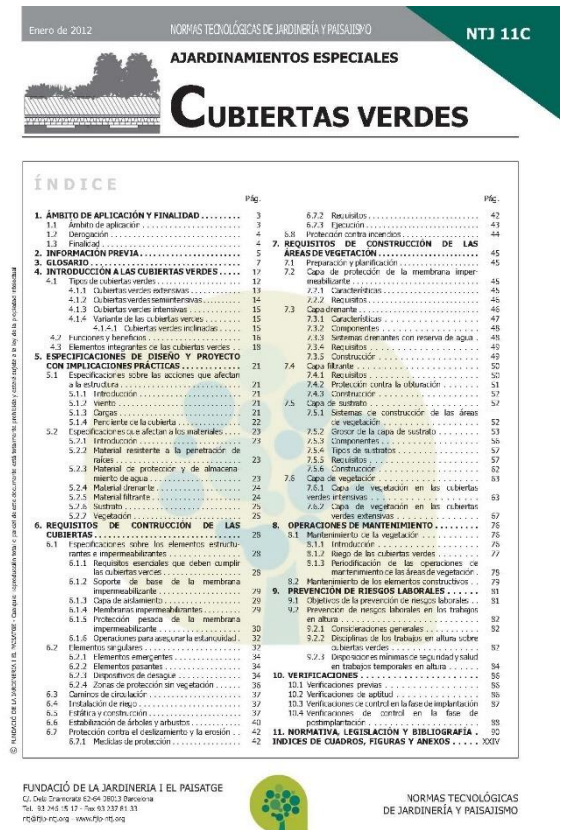 Enero de 2012
NORMAS TECNOLÓGICAS DE JARDINERÍA Y PAISAJISMO
NTJ 11C
AJARDINAMIENTOS ESPECIALES
CUBIERTAS VERDES
ÍNDICE
Pág.
1. ÁMBITO DE APLICACIÓN Y FINALIDAD......... 3
1.1 Ámbito de aplicación......... 3
1.2 Derogación......... 4
1.3 Finalidad......... 4
2. INFORMACIÓN PREVIA......... 5
3. GLOSARIO......... 7
4. INTRODUCCIÓN A LAS CUBIERTAS VERDES..... 12
4.1 Tipos de cubiertas verdes......... 12
4.1.1 Cubiertas verdes extensivas......... 13
4.1.2 Cubiertas verdes semiintensivas......... 14
4.1.3 Cubiertas verdes intensivas......... 15
4.1.4 Variante de las cubiertas verdes......... 15
4.1.4.1 Cubiertas verdes inclinadas... 15
4.2 Funciones y beneficios......... 16
4.3 Elementos integrantes de las cubiertas verdes.. 18
5. ESPECIFICACIONES DE DISEÑO Y PROYECTO
CON IMPLICACIONES PRÁCTICAS......... 21
5.1 Especificaciones sobre las acciones que afectan
a la estructura......... 21
5.1.1 Introducción......... 21
5.1.2 Viento......... 21
5.1.3 Cargas......... 21
5.1.4 Pendiente de la cubierta......... 22
5.2 Especificaciones que afectan a los materiales... 23
5.2.1 Introducción......... 23
5.2.2 Material resistente a la penetración de
raíces......... 23
5.2.3 Material de protección y de almacena-
miento de agua......... 23
5.2.4 Material drenante......... 24
5.2.5 Material filtrante......... 24
5.2.6 Sustrato......... 25
5.2.7 Vegetación......... 25
6. REQUISITOS DE CONSTRUCCIÓN DE LAS
CUBIERTAS......... 28
6.1 Especificaciones sobre los elementos estructu-
rantes e impermeabilizantes......... 28
6.1.1 Requisitos esenciales que deben cumplir
las cubiertas verdes......... 28
6.1.2 Soporte de base de la membrana
impermeabilizante......... 29
6.1.3 Capa de aislamiento......... 29
6.1.4 Membranas impermeabilizantes......... 29
6.1.5 Protección pesada de la membrana
impermeabilizante......... 30
6.1.6 Operaciones para asegurar la estanquidad. 32
6.2 Elementos singulares......... 32
6.2.1 Elementos emergentes......... 34
6.2.2 Elementos pasantes......... 34
6.2.3 Dispositivos de desagüe......... 34
6.2.4 Zonas de protección sin vegetación......... 36
6.3 Caminos de circulación......... 37
6.4 Instalación de riego......... 37
6.5 Estática y construcción......... 37
6.6 Estabilización de árboles y arbustos......... 40
6.7 Protección contra el deslizamiento y la erosión.. 42
6.7.1 Medidas de protección......... 42
Pág.
6.7.2 Requisitos......... 42
6.7.3 Ejecución......... 43
6.8 Protección contra incendios......... 44
7. REQUISITOS DE CONSTRUCCIÓN DE LAS
ÁREAS DE VEGETACIÓN......... 45
7.1 Preparación y planificación......... 45
7.2 Capa de protección de la membrana imper-
meabilizante......... 45
7.2.1 Características......... 45
7.2.2 Requisitos......... 46
7.3 Capa drenante......... 46
7.3.1 Características......... 47
7.3.2 Componentes......... 48
7.3.3 Sistemas drenantes con reserva de agua. 48
7.3.4 Requisitos......... 49
7.3.5 Construcción......... 49
7.4 Capa filtrante......... 50
7.4.1 Requisitos......... 50
7.4.2 Protección contra la obturación......... 51
7.4.3 Construcción......... 52
7.5 Capa de sustrato......... 52
7.5.1 Sistemas de construcción de las áreas
de vegetación......... 52
7.5.2 Grosor de la capa de sustrato......... 53
7.5.3 Componentes......... 56
7.5.4 Tipos de sustratos......... 57
7.5.5 Requisitos......... 57
7.5.6 Construcción......... 62
7.6 Capa de vegetación......... 63
7.6.1 Capa de vegetación en las cubiertas
verdes intensivas......... 63
7.6.2 Capa de vegetación en las cubiertas
verdes extensivas......... 67
8. OPERACIONES DE MANTENIMIENTO......... 76
8.1 Mantenimiento de la vegetación......... 76
8.1.1 Introducción......... 76
8.1.2 Riego de las cubiertas verdes......... 77
8.1.3 Periodificación de las operaciones de
mantenimiento de las áreas de vegetación. 78
8.2 Mantenimiento de los elementos constructivos.. 79
9. PREVENCIÓN DE RIESGOS LABORALES...... 81
9.1 Objetivos de la prevención de riesgos laborales.. 81
9.2 Prevención de riesgos laborales en los trabajos
en altura......... 82
9.2.1 Consideraciones generales......... 82
9.2.2 Disciplinas de los trabajos en altura sobre
cubiertas verdes......... 82
9.2.3 Disposiciones mínimas de seguridad y salud
en trabajos temporales en altura......... 84
10. VERIFICACIONES......... 86
10.1 Verificaciones previas......... 86
10.2 Verificaciones de aptitud......... 86
10.3 Verificaciones de control en la fase de implantación 87
10.4 Verificaciones de control en la fase de
postimplantación......... 88
11. NORMATIVA, LEGISLACIÓN Y BIBLIOGRAFÍA. 90
ÍNDICES DE CUADROS, FIGURAS Y ANEXOS..... XXIV
FUNDACIÓ DE LA JARDINERIA I EL PAISATGE
C/. Dels Enamorats 62-64 08013 Barcelona
Tel. 93 246 15 17 - Fax 93 237 81 33
ntj@fjip-ntj.org - www.fjip-ntj.org
NORMAS TECNOLÓGICAS
DE JARDINERÍA Y PAISAJISMO